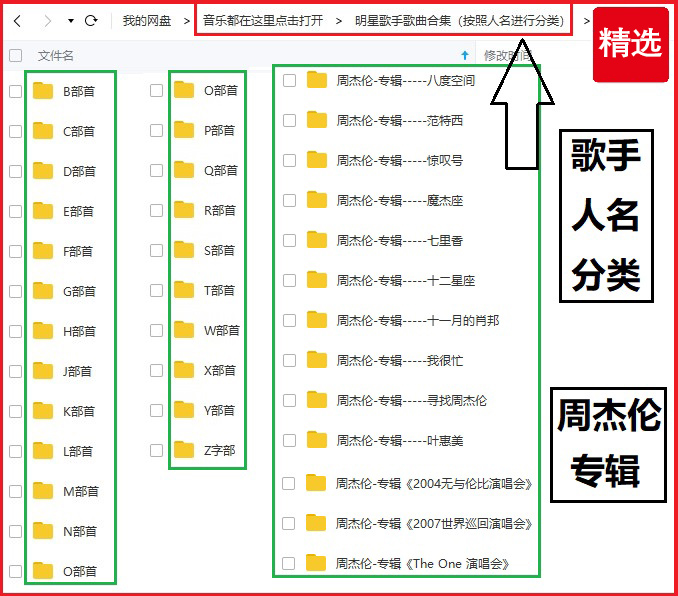 我的网盘 > 音乐都在这里点击打开 > 明星歌手歌曲合集（按照人名进行分类） >
精选
文件名
修改时间
B部首
C部首
D部首
E部首
F部首
G部首
H部首
J部首
K部首
L部首
M部首
N部首
O部首
O部首
P部首
Q部首
R部首
S部首
T部首
W部首
X部首
Y部首
Z字部
周杰伦-专辑-----八度空间
周杰伦-专辑-----范特西
周杰伦-专辑-----惊叹号
周杰伦-专辑-----魔杰座
周杰伦-专辑-----七里香
周杰伦-专辑-----十二星座
周杰伦-专辑-----十一月的肖邦
周杰伦-专辑-----我很忙
周杰伦-专辑-----寻找周杰伦
周杰伦-专辑-----叶惠美
周杰伦-专辑《2004无与伦比演唱会》
周杰伦-专辑《2007世界巡回演唱会》
周杰伦-专辑《The One 演唱会》
歌手
人名
分类
周杰伦
专辑